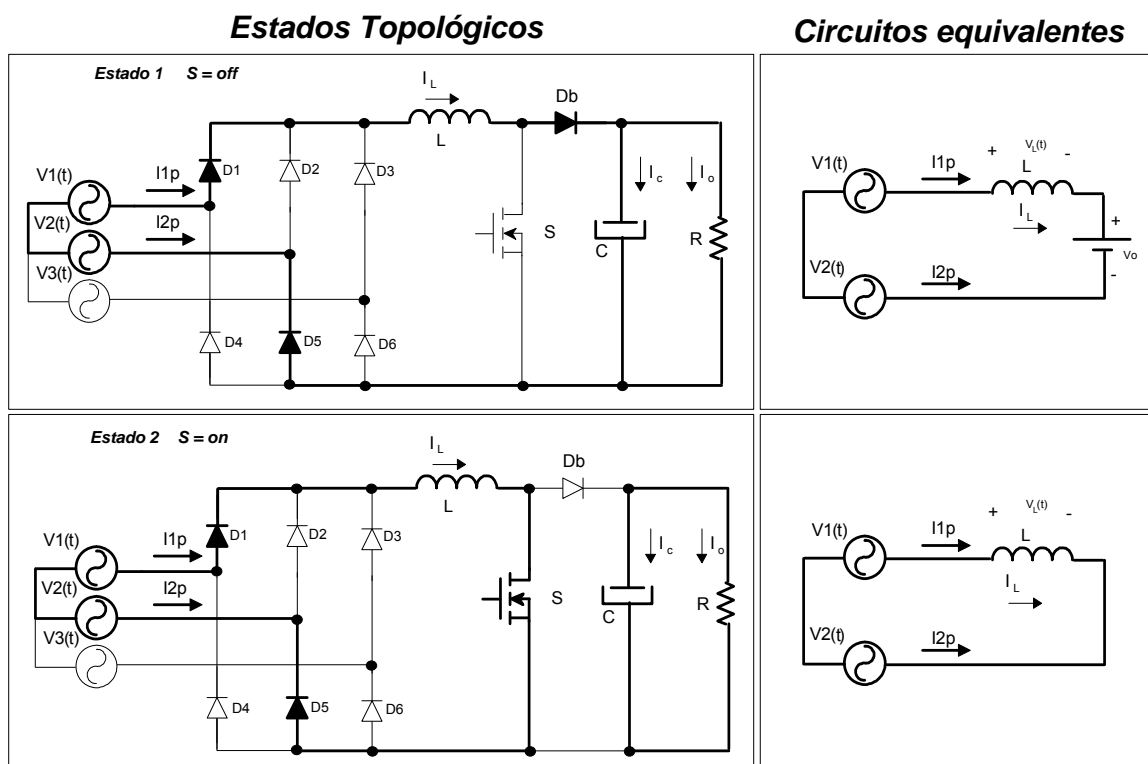 Estados Topológicos
Circuitos equivalentes
Estado 1 S = off
I L
L
Db
D1
D2
D3
V1(t)
I1p
V2(t)
I2p
V3(t)
S
I c
I o
C
R
D4
D5
D6
V1(t)
I1p
+ VL(t) -
L
I L
+
Vo
-
V2(t)
I2p
Estado 2 S = on
I L
L
Db
D1
D2
D3
V1(t)
I1p
V2(t)
I2p
V3(t)
S
I c
I o
C
R
D4
D5
D6
V1(t)
I1p
+ VL(t) -
L
I L
V2(t)
I2p